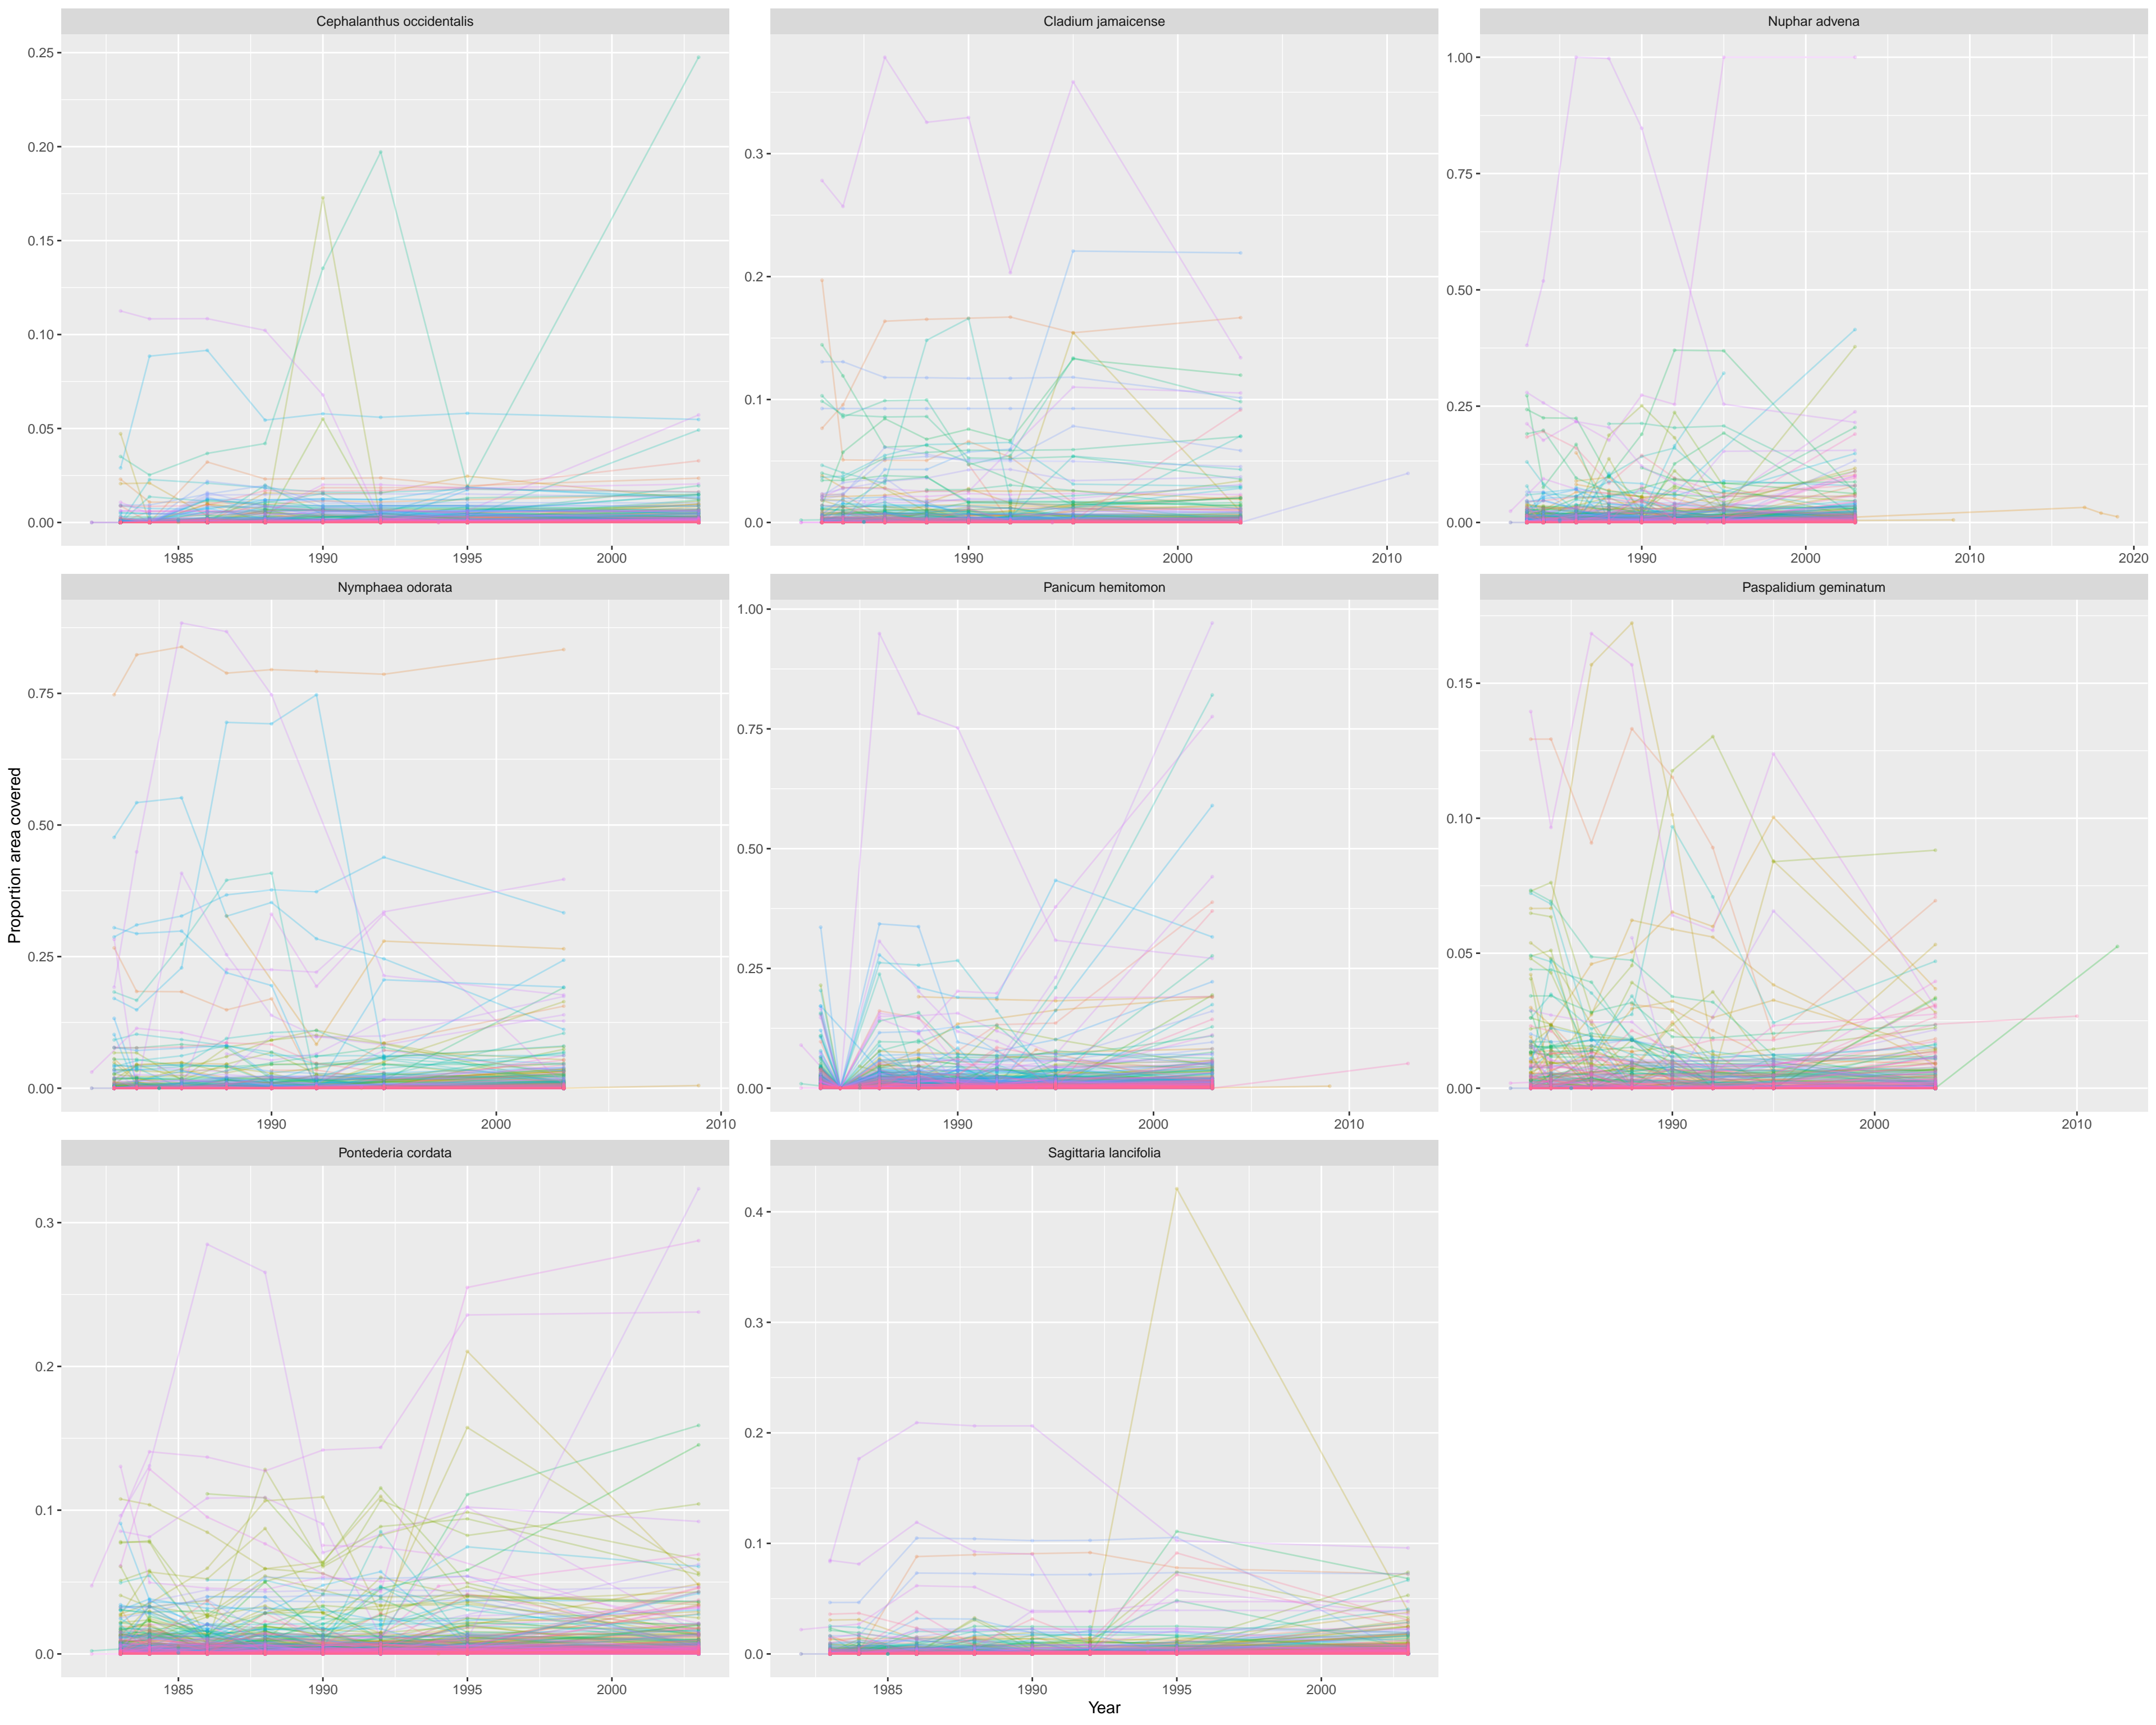 Cephalanthus occidentalis
Cladium jamaicense
Nuphar advena
0.25
0.20
0.15
0.10
0.05
0.00
1985 1990 1995 2000
0.3
0.2
0.1
0.0
1990 2000 2010
1.00
0.75
0.50
0.25
0.00
1990 2000 2010 2020
Nymphaea odorata
Panicum hemitomon
Paspalidium geminatum
0.75
0.50
0.25
0.00
1990 2000 2010
1.00
0.75
0.50
0.25
0.00
1990 2000 2010
0.15
0.10
0.05
0.00
1990 2000 2010
Pontederia cordata
Sagittaria lancifolia
0.3
0.2
0.1
0.0
1985 1990 1995 2000
0.4
0.3
0.2
0.1
0.0
1985 1990 1995 2000
Proportion area covered
Year